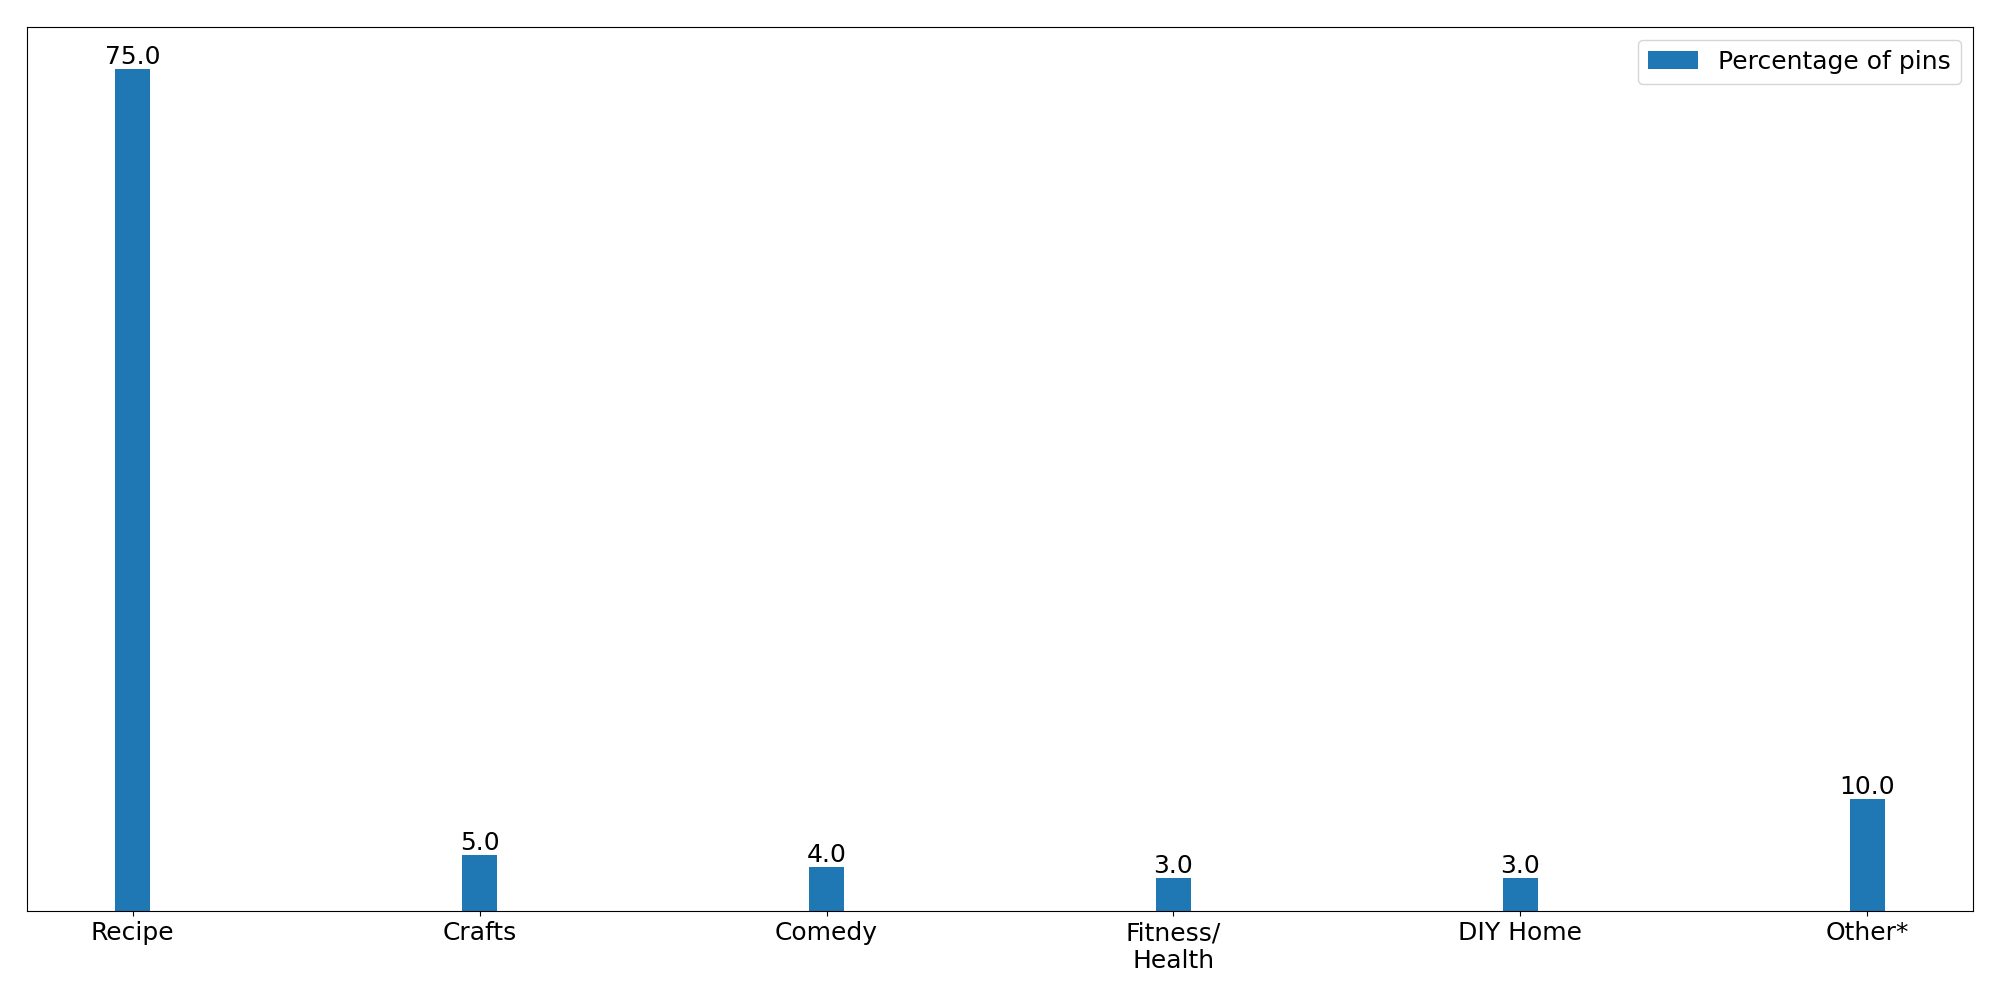 75.0
Percentage of pins
5.0
4.0
3.0
3.0
10.0
Recipe
Crafts
Comedy
Fitness/
Health
DIY Home
Other*